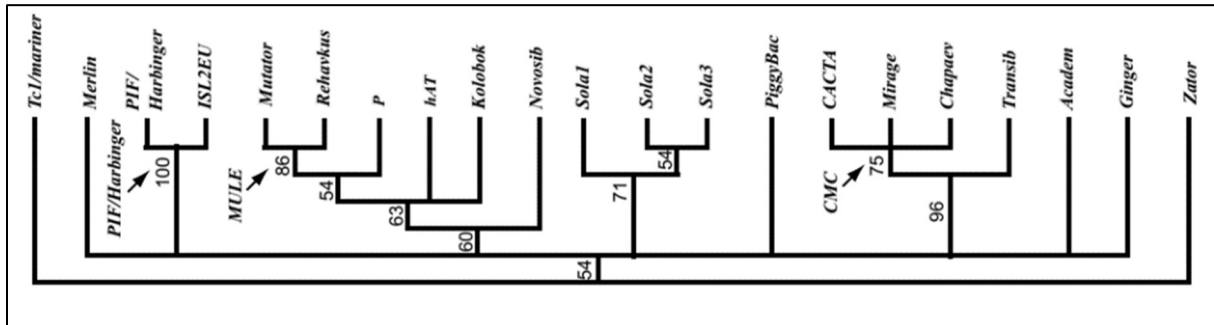 Tc1/mariner
Merlin
PIF/
Harbinger
ISL2EU
Mutator
Rehavkus
P
hAT
Kolobok
Novosib
Sola1
Sola2
Sola3
PiggyBac
CACTA
Mirage
Chapaev
Transib
Academ
Ginger
Zator
PIF/Harbinger
100
MULE
86
54
63
60
54
71
CMC
75
96
54